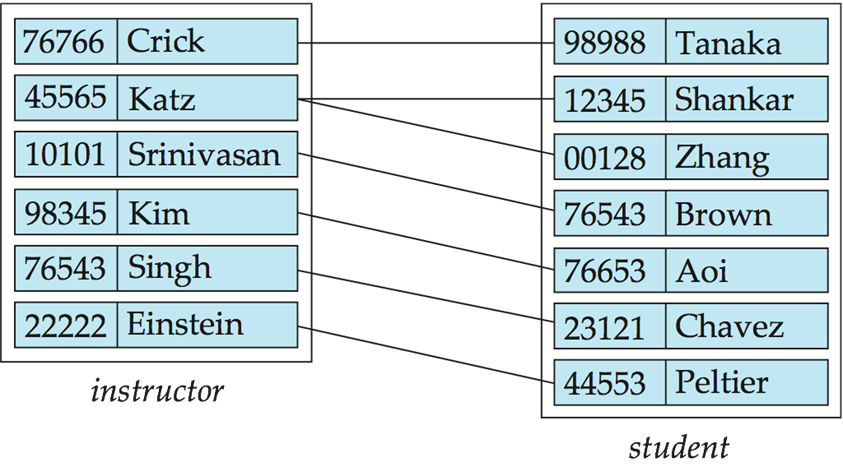 76766 Crick
45565 Katz
10101 Srinivasan
98345 Kim
76543 Singh
22222 Einstein
instructor
98988 Tanaka
12345 Shankar
00128 Zhang
76543 Brown
76653 Aoi
23121 Chavez
44553 Peltier
student